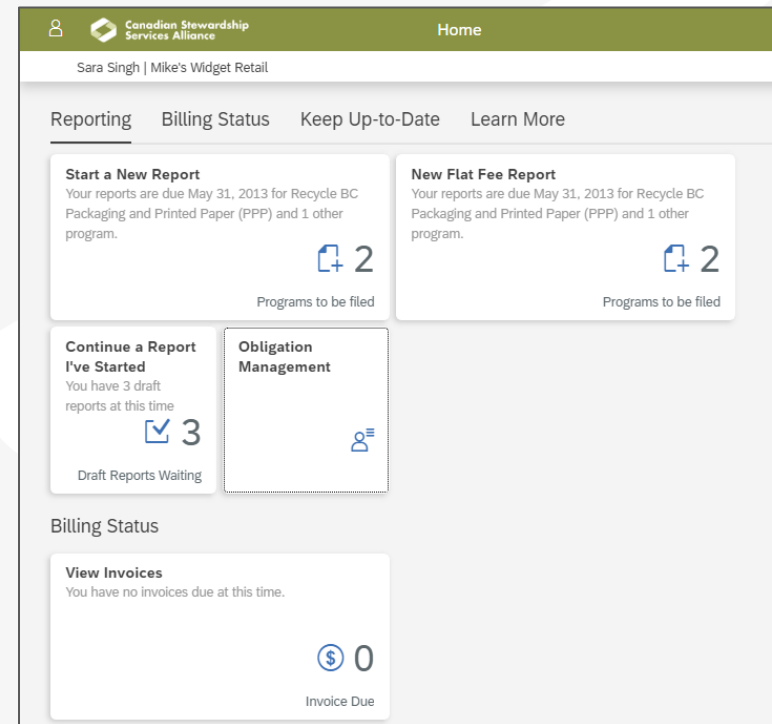 Canadian Stewardship
Services Alliance
Home
Sara Singh | Mike's Widget Retail
Reporting Billing Status Keep Up-to-Date Learn More
Start a New Report
Your reports are due May 31, 2013 for Recycle BC
Packaging and Printed Paper (PPP) and 1 other
program.
2
Programs to be filed
New Flat Fee Report
Your reports are due May 31, 2013 for Recycle BC
Packaging and Printed Paper (PPP) and 1 other
program.
2
Programs to be filed
Continue a Report
I've Started
You have 3 draft
reports at this time
3
Draft Reports Waiting
Obligation
Management
Billing Status
View Invoices
You have no invoices due at this time.
$ 0
Invoice Due